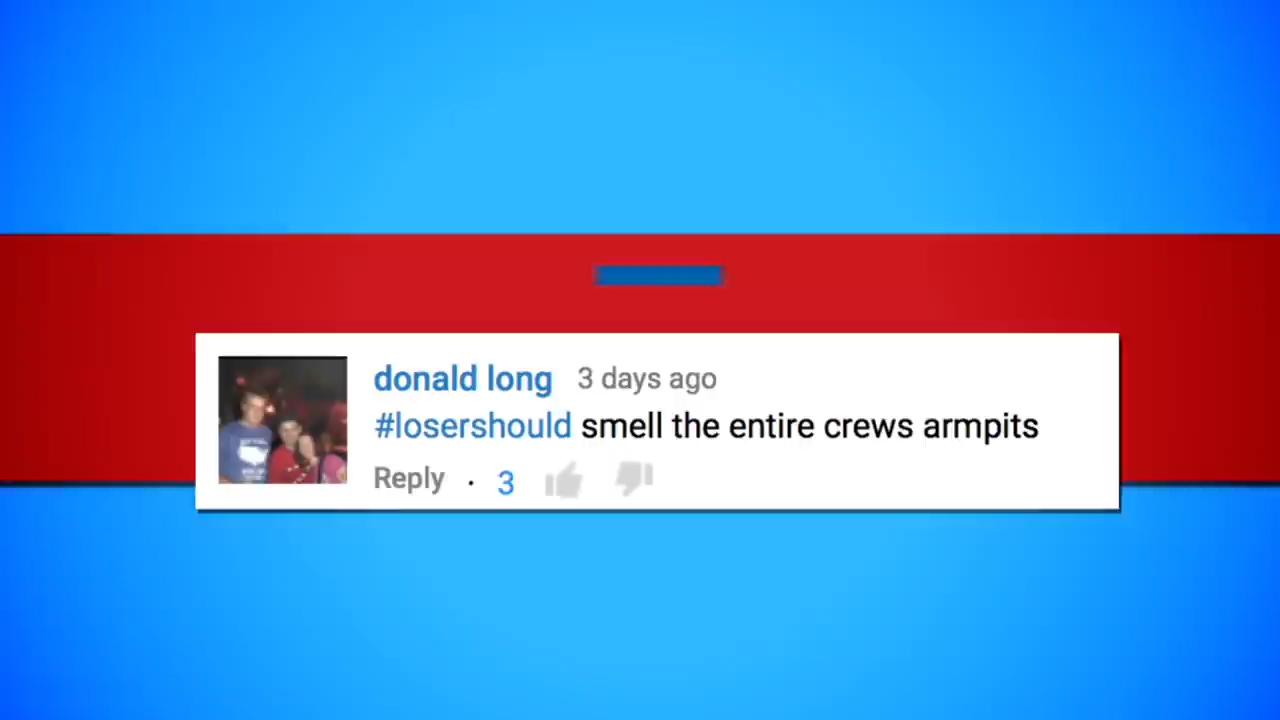 donald long 3 days ago
#losershould smell the entire crews armpits
Reply · 3